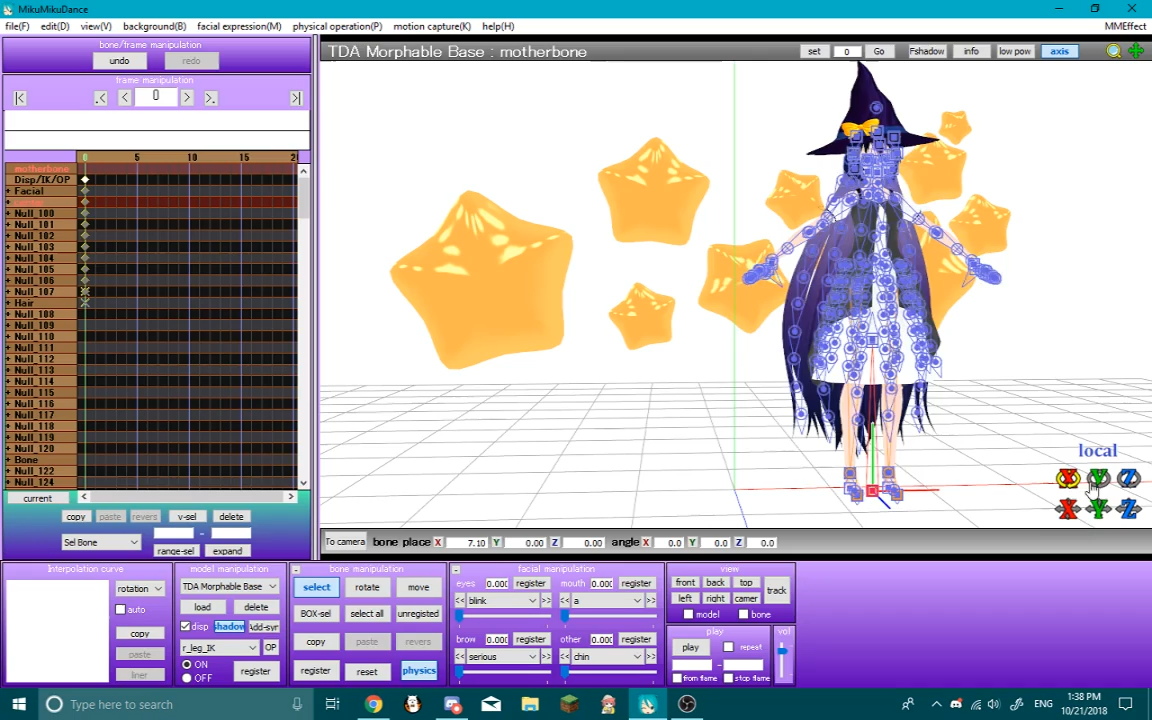 MikuMikuDance
file(F) edit(D) view(V) background(B) facial expression(M) physical operation(P) motion capture(K) help(H) MMEffect
bone/frame manipulation
undo redo
frame manipulation
|< .< < 0 > >. >|
0 5 10 15 20
motherbone
Disp/IK/OP
+ Facial
+ center
+ Null_100
+ Null_101
+ Null_102
+ Null_103
+ Null_104
+ Null_105
+ Null_106
+ Null_107
+ Hair
+ Null_108
+ Null_109
+ Null_110
+ Null_111
+ Null_112
+ Null_113
+ Null_114
+ Null_115
+ Null_116
+ Null_117
+ Null_118
+ Null_119
+ Null_120
+ Bone
+ Null_122
+ Null_124
current < >
copy paste revers v-sel delete
Sel Bone -
range-sel expand
TDA Morphable Base : motherbone
set 0 Go Fshadow info low pow axis
local
X Y Z
X Y Z
To camera bone place X 7.10 Y 0.00 Z 0.00 angle X 0.0 Y 0.0 Z 0.0
Interpolation curve
rotation
auto
copy
paste
liner
model manipulation
TDA Morphable Base
load delete
disp shadow Add-syn
r_leg_IK OP
ON
OFF
register
- bone manipulation
select rotate move
BOX-sel select all unregisted
copy paste revers
register reset physics
- facial manipulation
eyes 0.000 register mouth 0.000 register
<< blink >> << a >>
brow 0.000 register other 0.000 register
<< serious >> << chin >>
view
front back top
left right camer
track
model bone
play
play repeat
-
from flame stop flame
vol
Type here to search
ENG
1:38 PM
10/21/2018